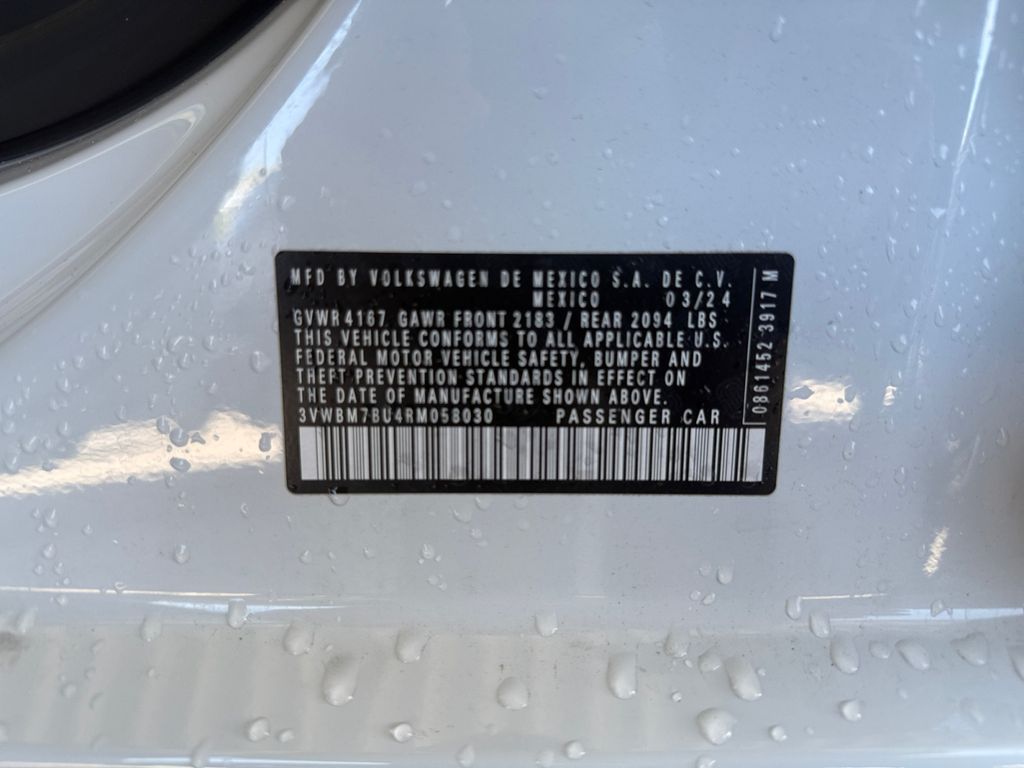 MFD BY VOLKSWAGEN DE MEXICO S.A. DE C.V.
MEXICO 03/24
GVWR 4167 GAWR FRONT 2183 / REAR 2094 LBS
THIS VEHICLE CONFORMS TO ALL APPLICABLE U.S.
FEDERAL MOTOR VEHICLE SAFETY, BUMPER AND
THEFT PREVENTION STANDARDS IN EFFECT ON
THE DATE OF MANUFACTURE SHOWN ABOVE.
3VWBM7BU4RM058030 PASSENGER CAR
0861452 3917 M